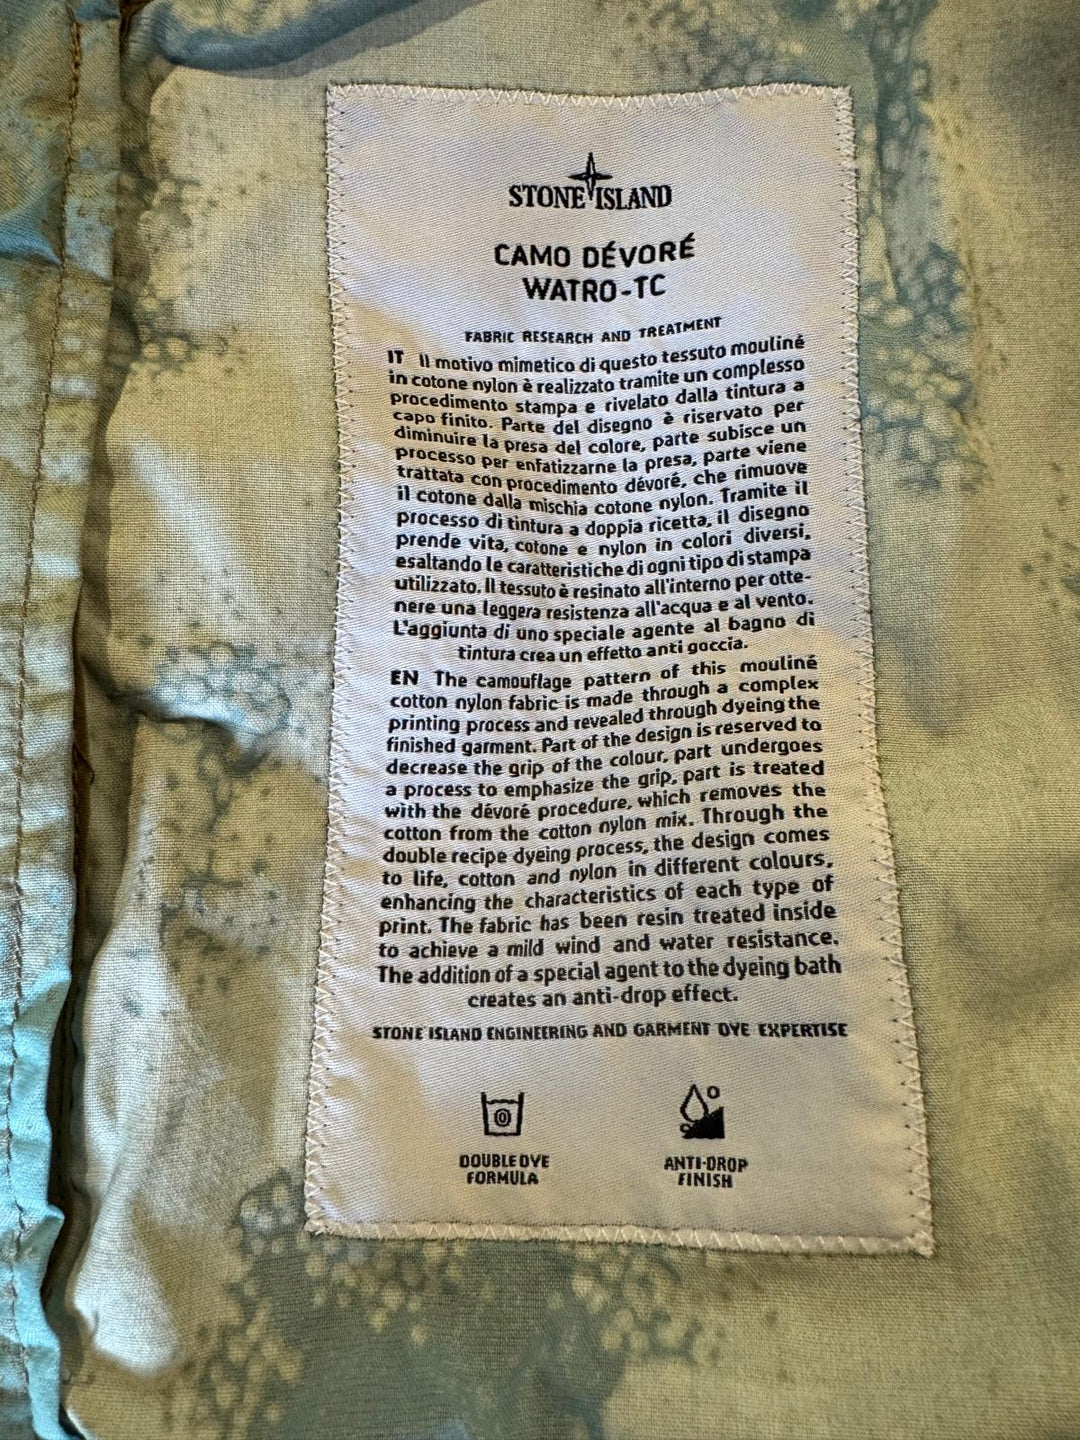 STONE ISLAND
CAMO DÉVORÉ
WATRO-TC
FABRIC RESEARCH AND TREATMENT
IT Il motivo mimetico di questo tessuto mouliné
in cotone nylon è realizzato tramite un complesso
procedimento stampa e rivelato dalla tintura a
capo finito. Parte del disegno è riservato per
diminuire la presa del colore, parte subisce un
processo per enfatizzarne la presa, parte viene
trattata con procedimento dévoré, che rimuove
il cotone dalla mischia cotone nylon. Tramite il
processo di tintura a doppia ricetta, il disegno
prende vita, cotone e nylon in colori diversi,
esaltando le caratteristiche di ogni tipo di stampa
utilizzato. Il tessuto è resinato all'interno per otte-
nere una leggera resistenza all'acqua e al vento.
L'aggiunta di uno speciale agente al bagno di
tintura crea un effetto anti goccia.
EN The camouflage pattern of this mouliné
cotton nylon fabric is made through a complex
printing process and revealed through dyeing the
finished garment. Part of the design is reserved to
decrease the grip of the colour, part undergoes
a process to emphasize the grip, part is treated
with the dévoré procedure, which removes the
cotton from the cotton nylon mix. Through the
double recipe dyeing process, the design comes
to life, cotton and nylon in different colours,
enhancing the characteristics of each type of
print. The fabric has been resin treated inside
to achieve a mild wind and water resistance.
The addition of a special agent to the dyeing bath
creates an anti-drop effect.
STONE ISLAND ENGINEERING AND GARMENT DYE EXPERTISE
DOUBLE DYE ANTI-DROP
FORMULA FINISH